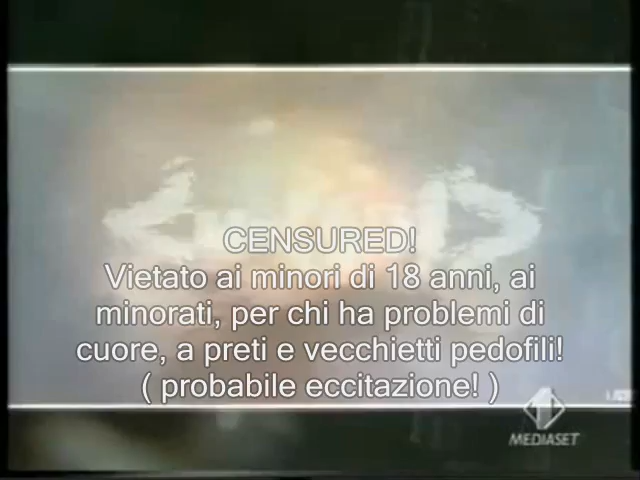 CENSURED!
Vietato ai minori di 18 anni, ai
minorati, per chi ha problemi di
cuore, a preti e vecchietti pedofili!
( probabile eccitazione! )
MEDIASET